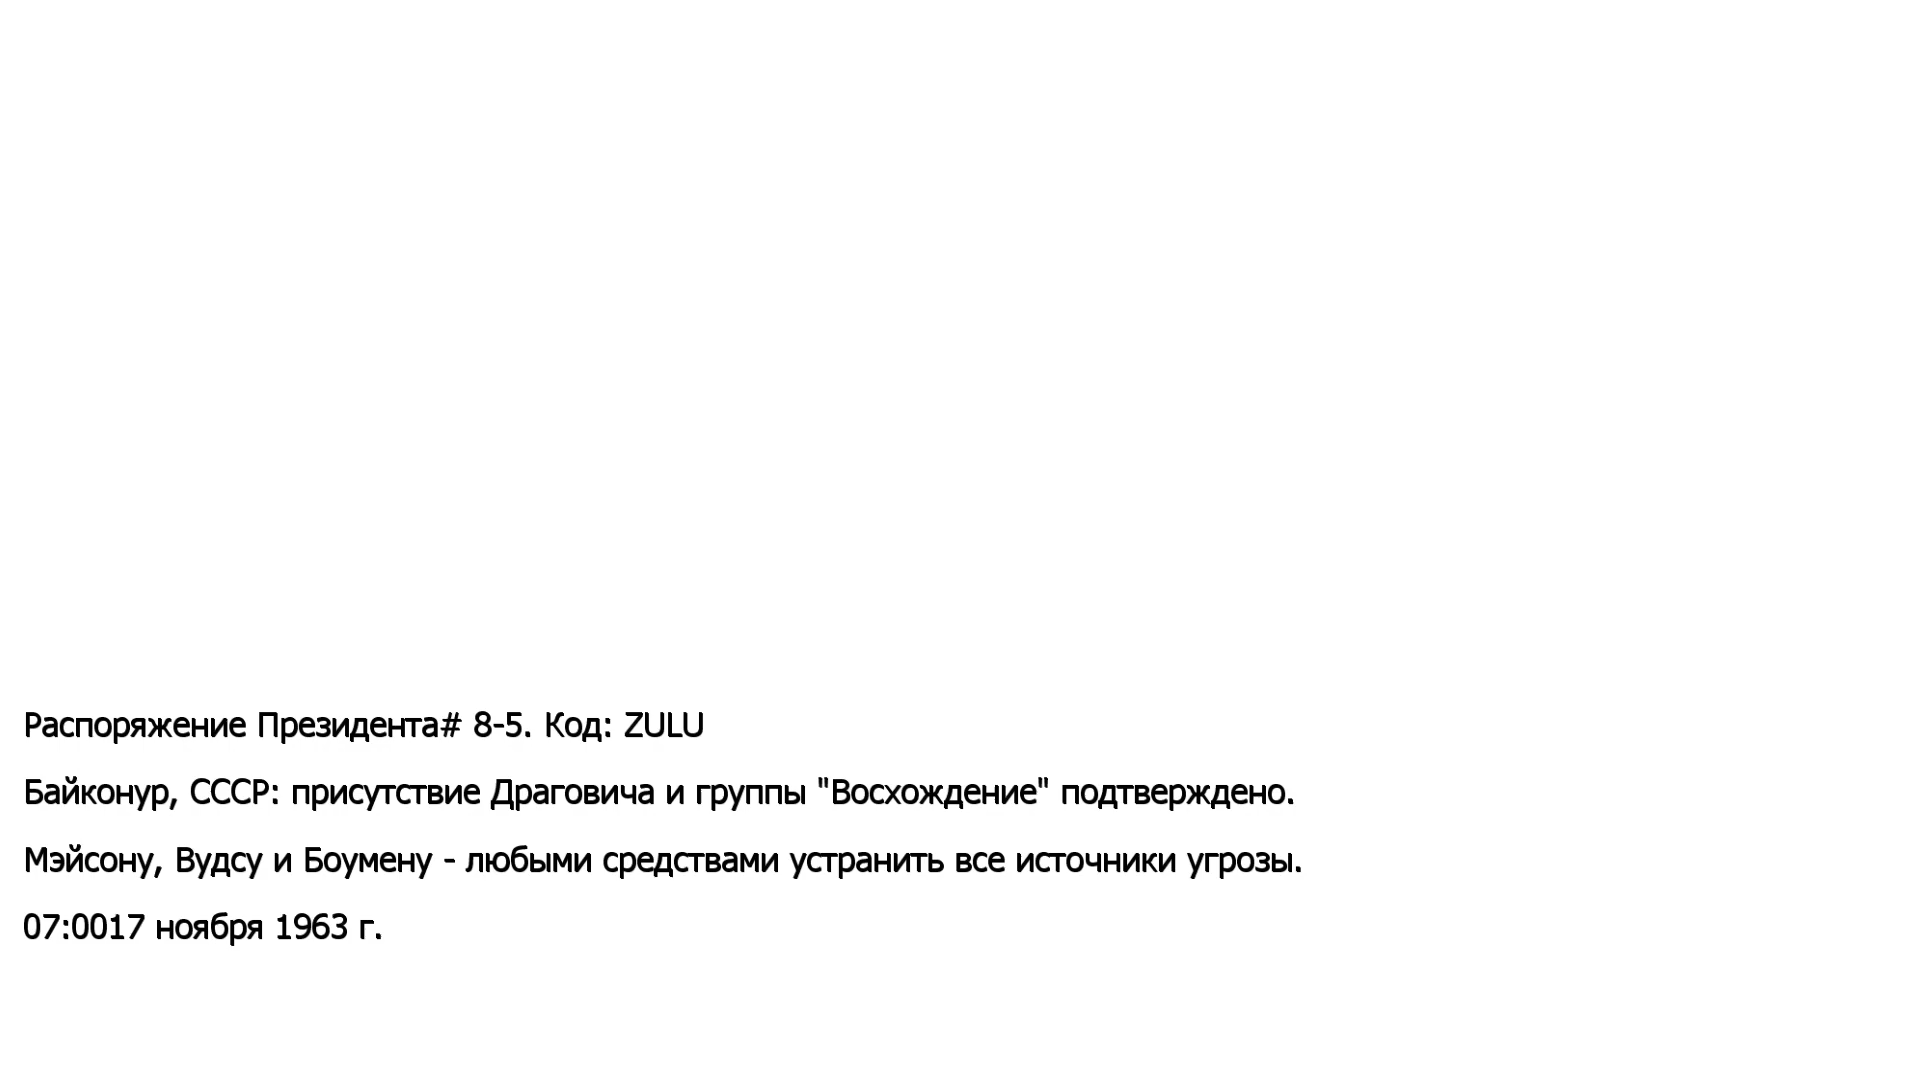 Распоряжение Президента# 8-5. Код: ZULU
Байконур, СССР: присутствие Драговича и группы "Восхождение" подтверждено.
Мэйсону, Вудсу и Боумену - любыми средствами устранить все источники угрозы.
07:0017 ноября 1963 г.